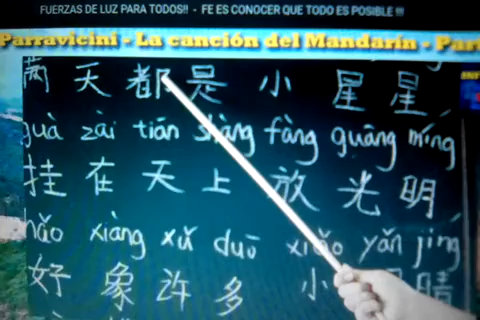 FUERZAS DE LUZ PARA TODOS!! - FE ES CONOCER QUE TODO ES POSIBLE !!!
Parravicini - La canción del Mandarín - Part
天都是小星星
guà zài tiān shàng fàng guāng míng
挂在天上放光明
hǎo xiàng xǔ duō xiǎo yǎn jing
好象许多小睛